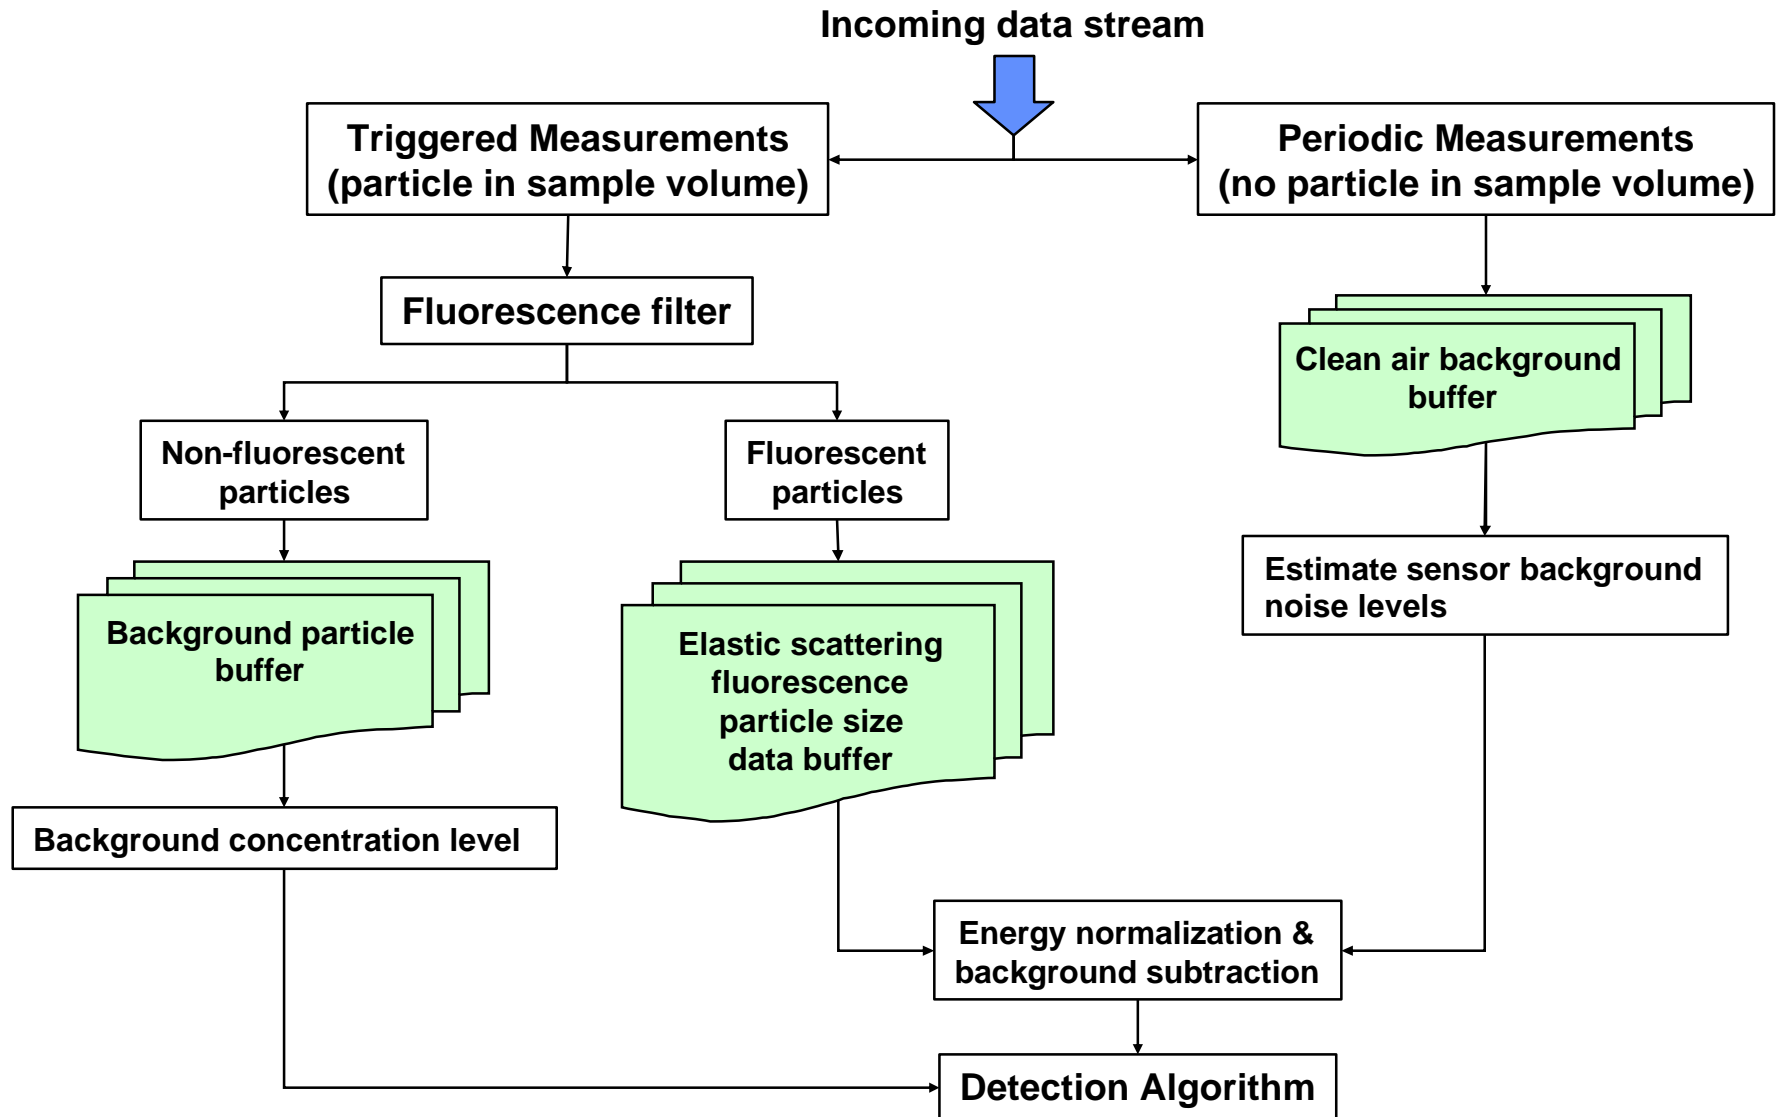 Incoming data stream
Triggered Measurements
(particle in sample volume)
Periodic Measurements
(no particle in sample volume)
Fluorescence filter
Clean air background
buffer
Non-fluorescent
particles
Fluorescent
particles
Estimate sensor background
noise levels
Background particle
buffer
Elastic scattering
fluorescence
particle size
data buffer
Background concentration level
Energy normalization &
background subtraction
Detection Algorithm